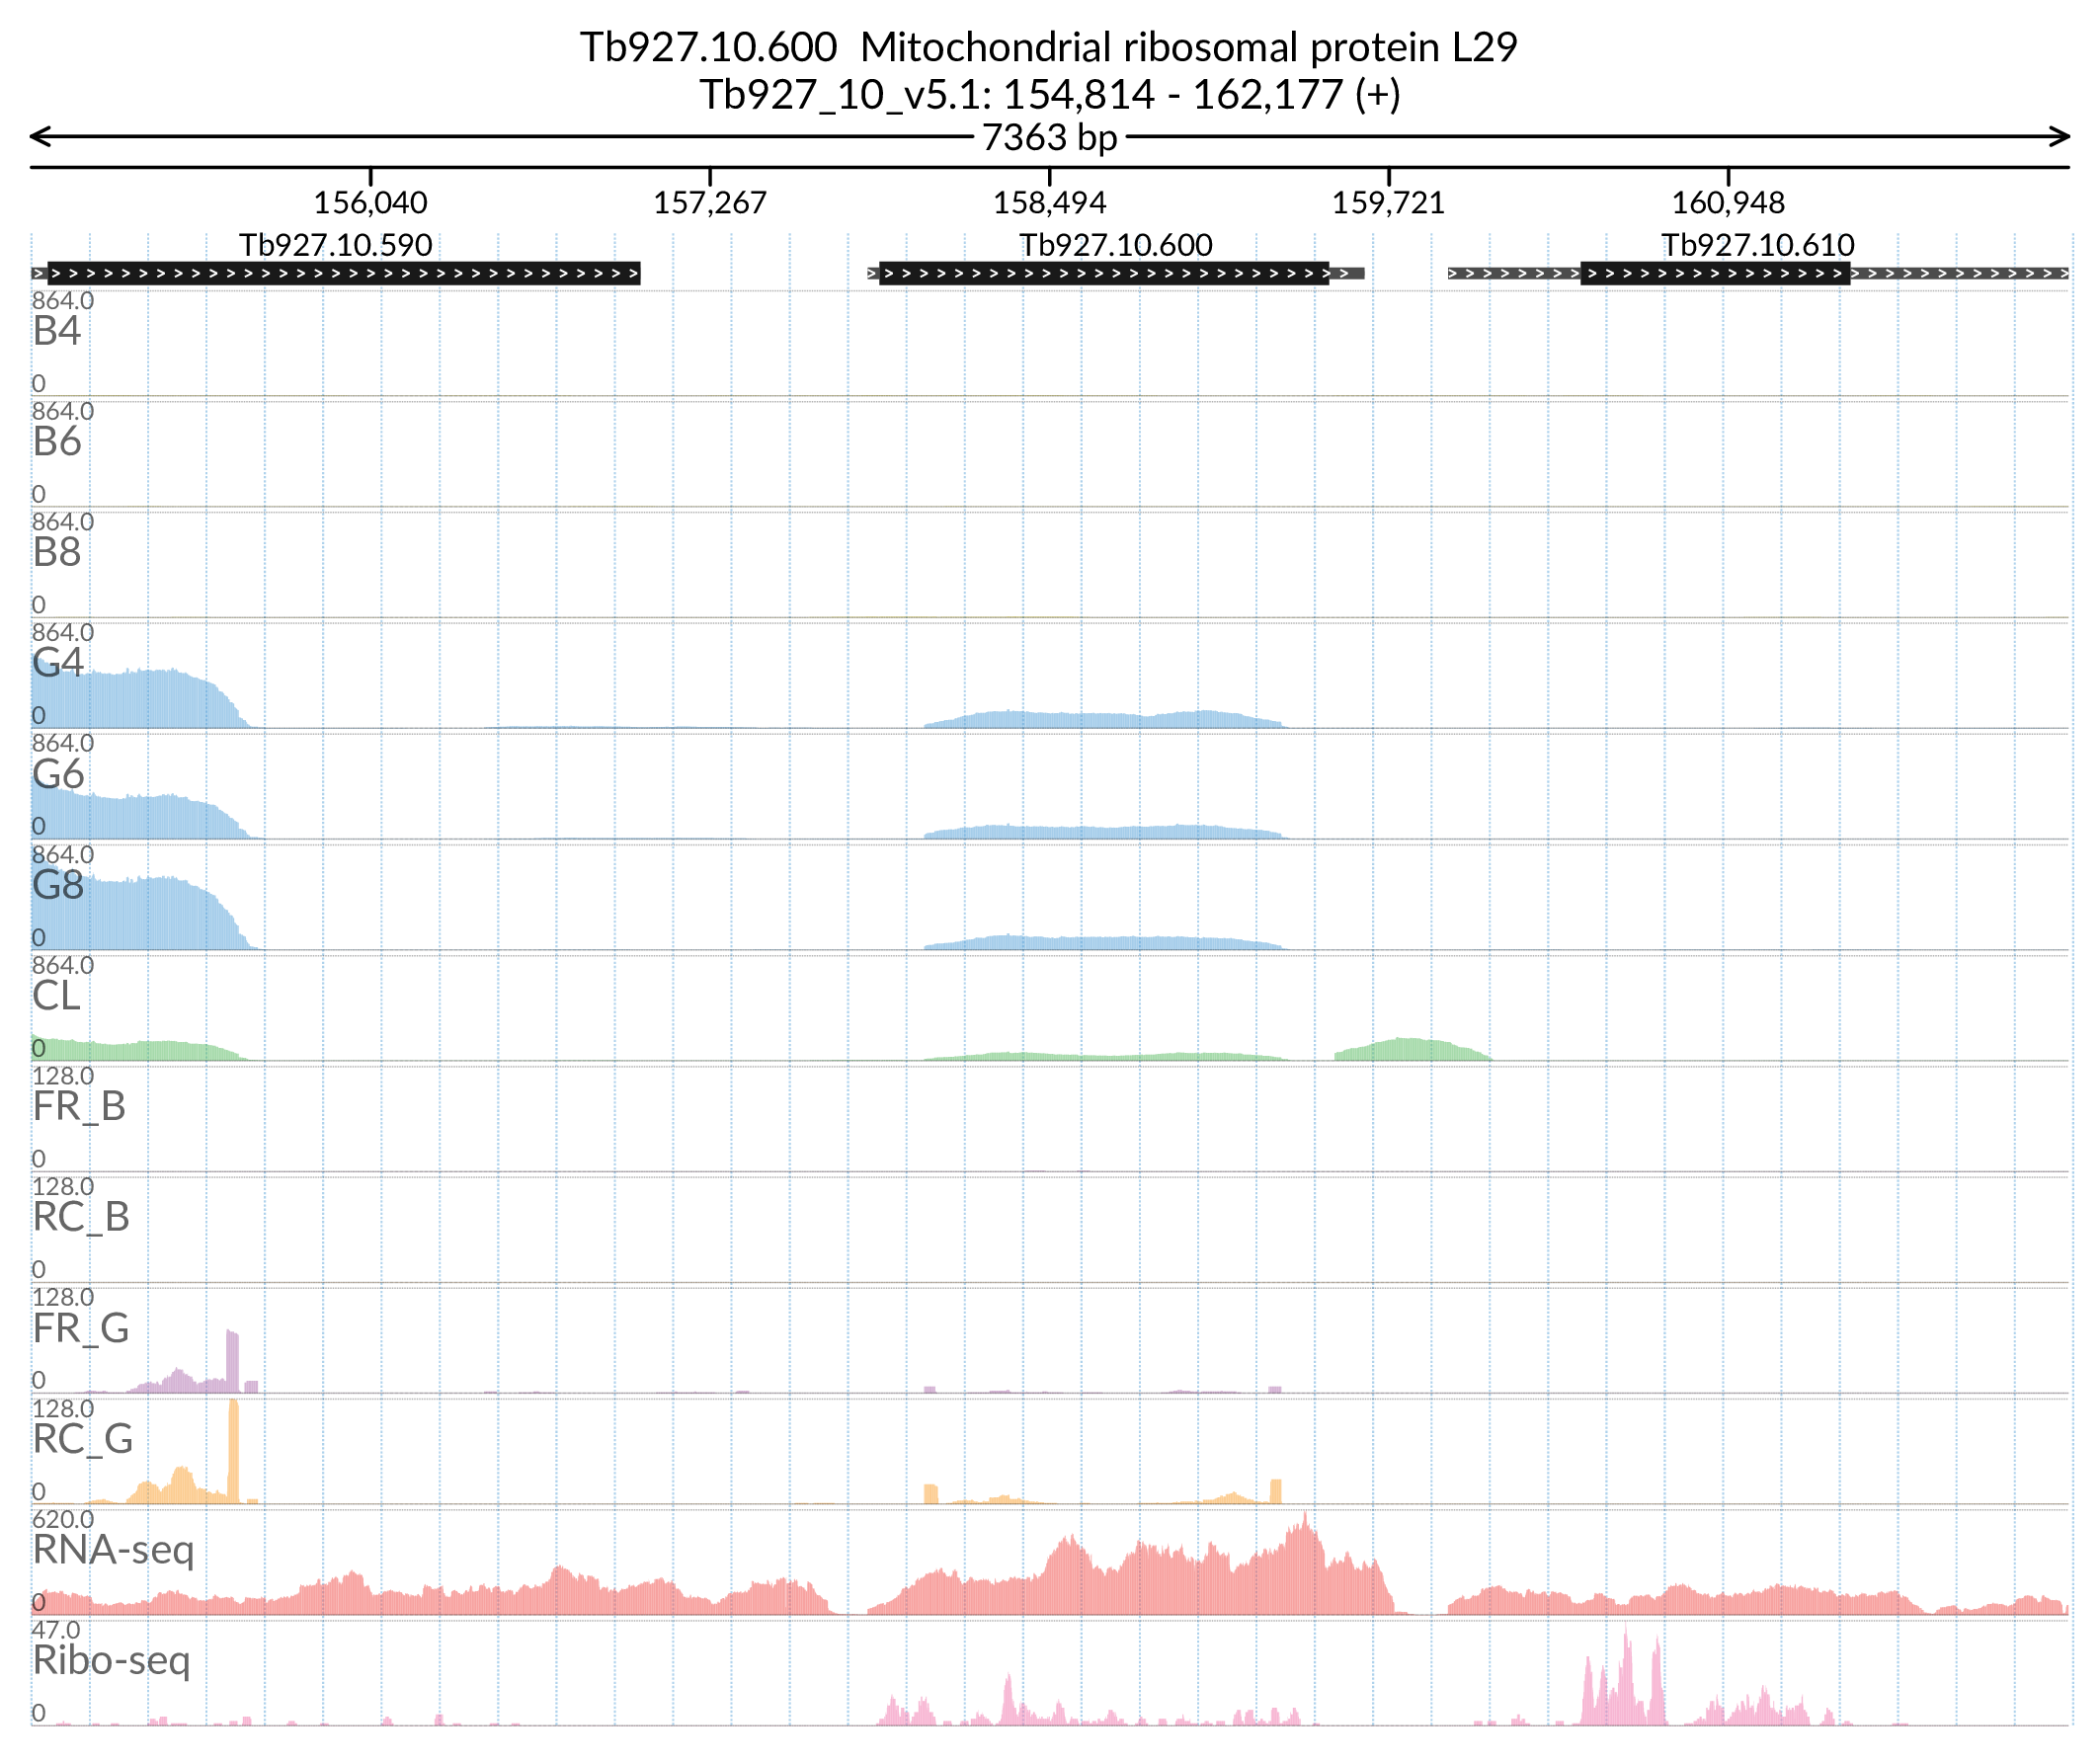 Tb927.10.600  Mitochondrial ribosomal protein L29
Tb927_10_v5.1: 154,814 - 162,177 (+)
7363 bp
156,040 157,267 158,494 159,721 160,948
Tb927.10.590 Tb927.10.600 Tb927.10.610
864.0
B4
0
864.0
B6
0
864.0
B8
0
864.0
G4
0
864.0
G6
0
864.0
G8
0
864.0
CL
0
128.0
FR_B
0
128.0
RC_B
0
128.0
FR_G
0
128.0
RC_G
0
620.0
RNA-seq
0
47.0
Ribo-seq
0